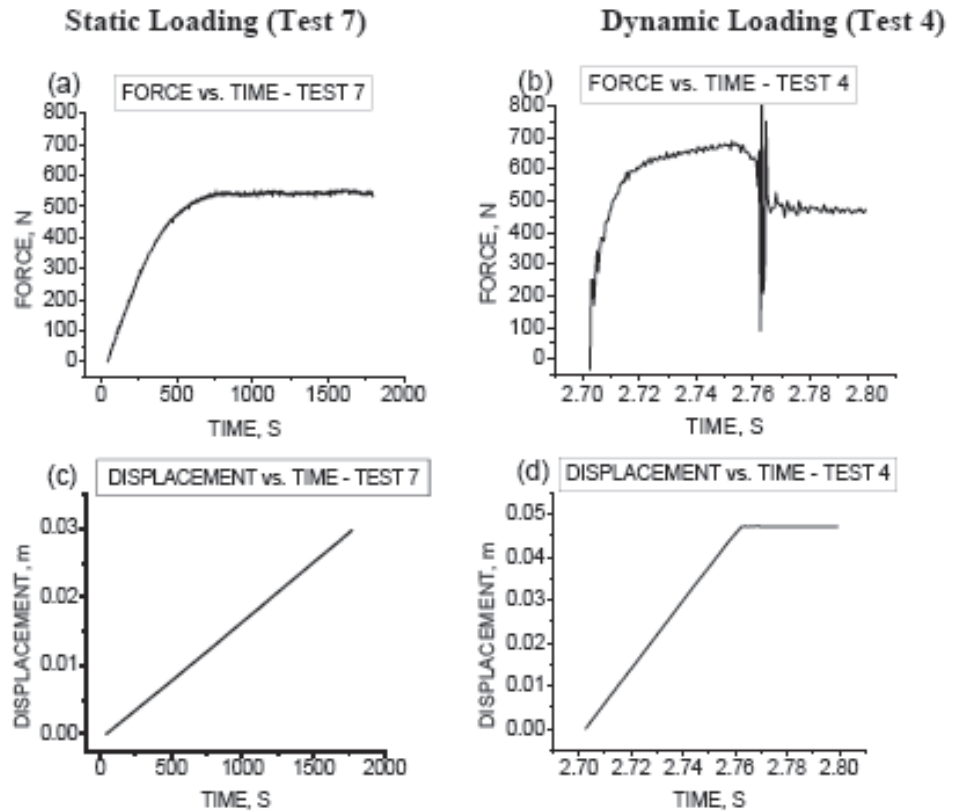 Static Loading (Test 7)
Dynamic Loading (Test 4)
(a)
FORCE vs. TIME - TEST 7
800
700
600
500
400
300
200
100
0
FORCE, N
0 500 1000 1500 2000
TIME, S
(b)
FORCE vs. TIME - TEST 4
800
700
600
500
400
300
200
100
0
FORCE, N
2.70 2.72 2.74 2.76 2.78 2.80
TIME, S
(c)
DISPLACEMENT vs. TIME - TEST 7
0.03
0.02
0.01
0.00
DISPLACEMENT, m
0 500 1000 1500 2000
TIME, S
(d)
DISPLACEMENT vs. TIME - TEST 4
0.05
0.04
0.03
0.02
0.01
0.00
DISPLACEMENT, m
2.70 2.72 2.74 2.76 2.78 2.80
TIME, S